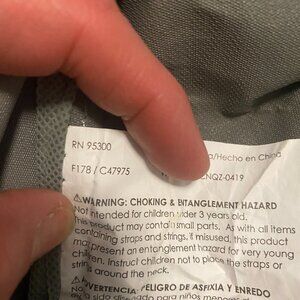 RN 95300
/Hecho en China
F178 / C47975
CNQZ-0419
⚠WARNING: CHOKING & ENTANGLEMENT HAZARD
Not intended for children under 3 years old.
This product may contain small parts. As with all items
containing straps and strings, if misused, this product
may present an entanglement hazard for very young
children. Instruct children not to place the straps or
strings around the neck.
ADVERTENCIA: PELIGRO DE ASFIXIA Y ENREDO